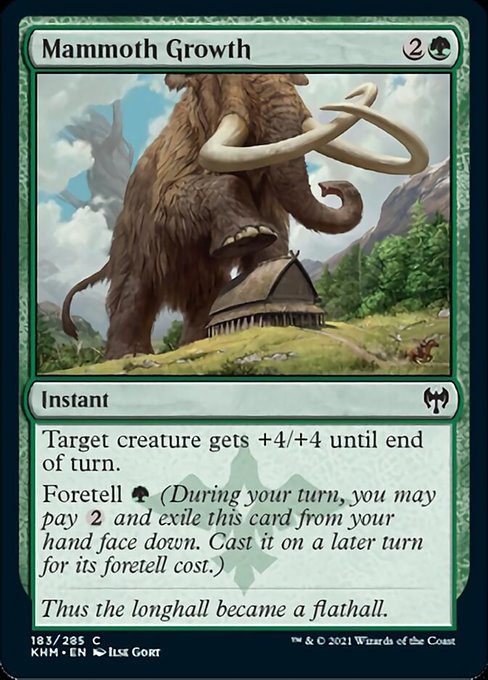 Mammoth Growth 2
Instant
Target creature gets +4/+4 until end
of turn.
Foretell (During your turn, you may
pay 2 and exile this card from your
hand face down. Cast it on a later turn
for its foretell cost.)
Thus the longhall became a flathall.
183/285 C
KHM • EN Ilse Gort
™ & © 2021 Wizards of the Coast